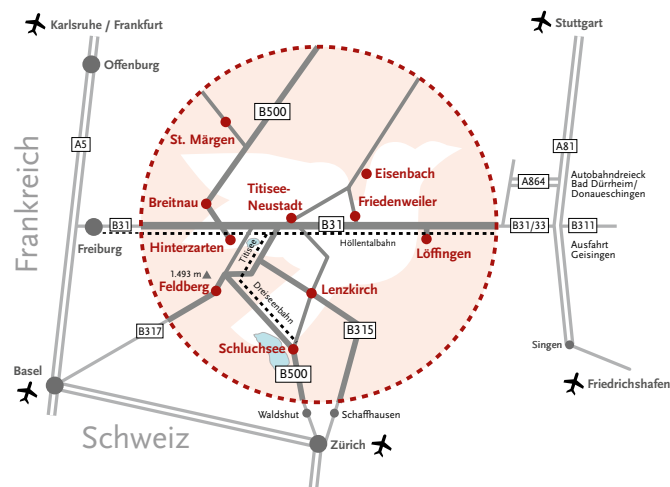 Karlsruhe / Frankfurt
Stuttgart
Offenburg
B500
St. Märgen
A5
A81
Eisenbach
A864
Autobahndreieck
Bad Dürrheim/
Donaueschingen
Frankreich
Breitnau
Titisee-
Neustadt
Friedenweiler
B31
B31
B31/33
B311
Freiburg
Hinterzarten
Titisee
Höllentalbahn
Löffingen
Ausfahrt
Geisingen
1.493 m
Feldberg
Dreiseenbahn
Lenzkirch
B317
B315
Schluchsee
Singen
Basel
B500
Friedrichshafen
Waldshut
Schaffhausen
Schweiz
Zürich